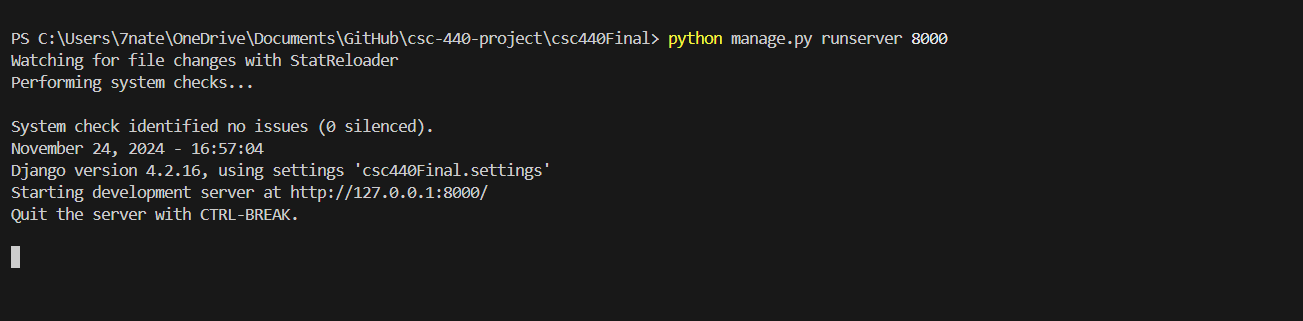 PS C:\Users\7nate\OneDrive\Documents\GitHub\csc-440-project\csc440Final> python manage.py runserver 8000
Watching for file changes with StatReloader
Performing system checks...
System check identified no issues (0 silenced).
November 24, 2024 - 16:57:04
Django version 4.2.16, using settings 'csc440Final.settings'
Starting development server at http://127.0.0.1:8000/
Quit the server with CTRL-BREAK.